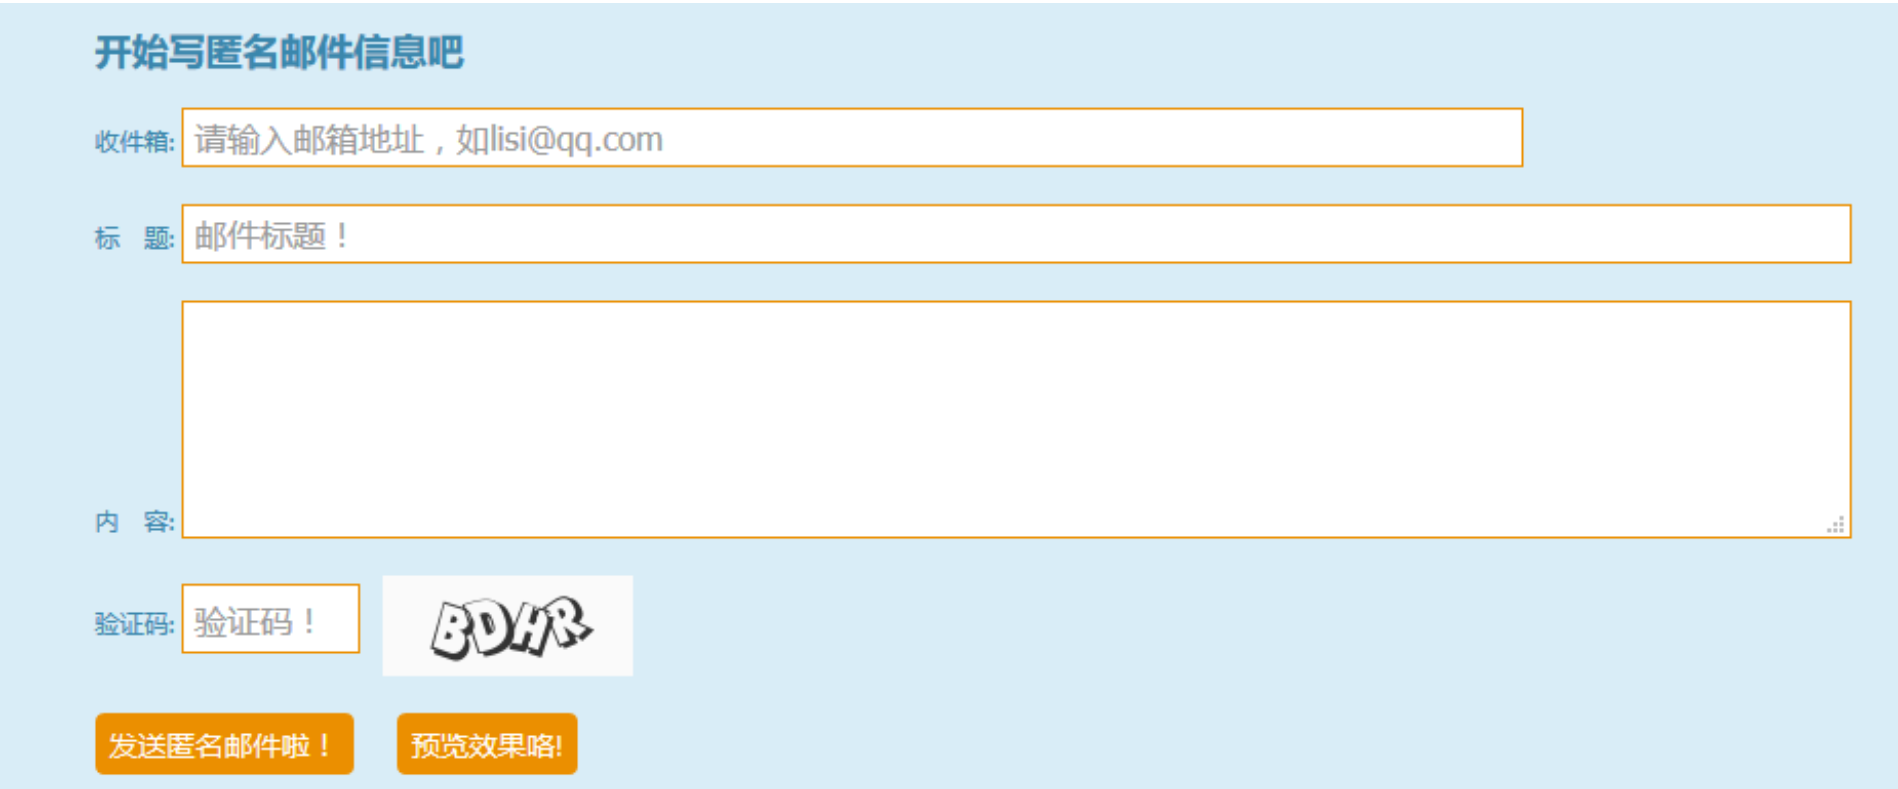 开始写匿名邮件信息吧
收件箱: 请输入邮箱地址，如lisi@qq.com
标 题: 邮件标题！
内 容:
验证码: 验证码！ BDHR
发送匿名邮件啦！ 预览效果咯!